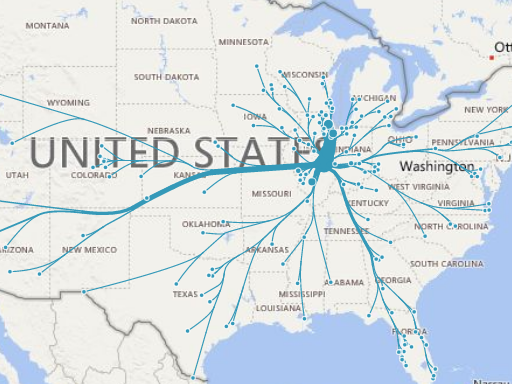 MONTANA
NORTH DAKOTA
MINNESOTA
Ott
SOUTH DAKOTA
WISCONSIN
MICHIGAN
WYOMING
IOWA
NEW YORK
NEBRASKA
OHIO
PENNSYLVANIA
UNITED STATES
INDIANA
UTAH
COLORADO
KANSAS
Washington
MISSOURI
WEST VIRGINIA
KENTUCKY
VIRGINIA
OKLAHOMA
TENNESSEE
NORTH CAROLINA
ARIZONA
NEW MEXICO
ARKANSAS
SOUTH CAROLINA
TEXAS
MISSISSIPPI
ALABAMA
GEORGIA
LOUISIANA
FLORIDA
Nassau